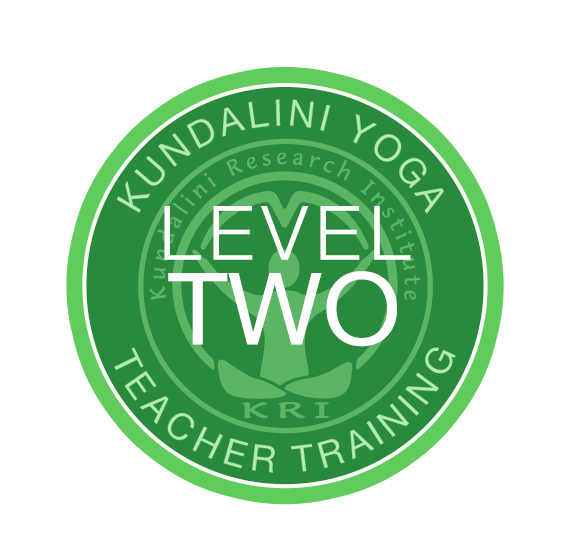 KUNDALINI YOGA
Kundalini Research Institute
LEVEL
TWO
KRI
TEACHER TRAINING